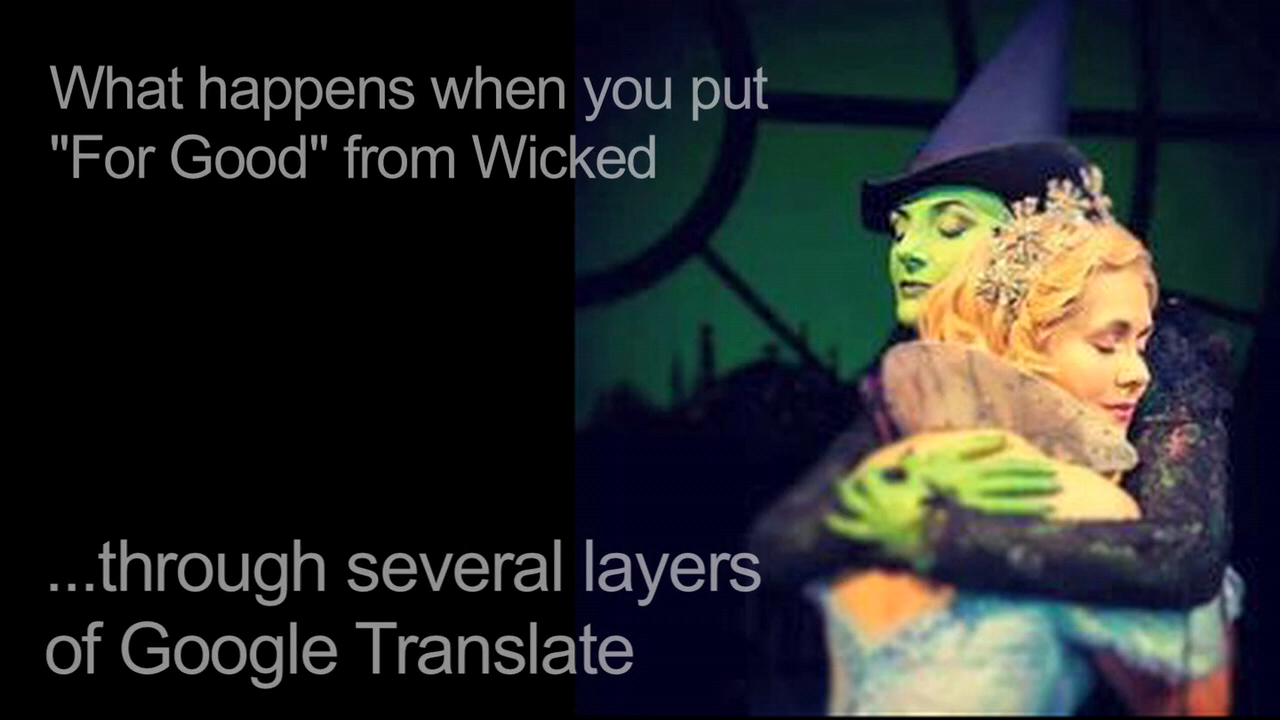 What happens when you put
"For Good" from Wicked
...through several layers
of Google Translate